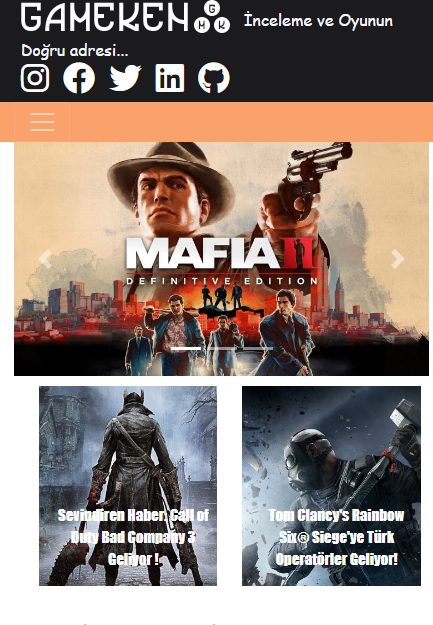 GAMEKEN
G
M K
İnceleme ve Oyunun
Doğru adresi...
MAFIA II
DEFINITIVE EDITION
Sevindiren Haber. Call of
Duty Bad Company 3
Geliyor !
Tom Clancy's Rainbow
Six® Siege'ye Türk
Operatörler Geliyor!